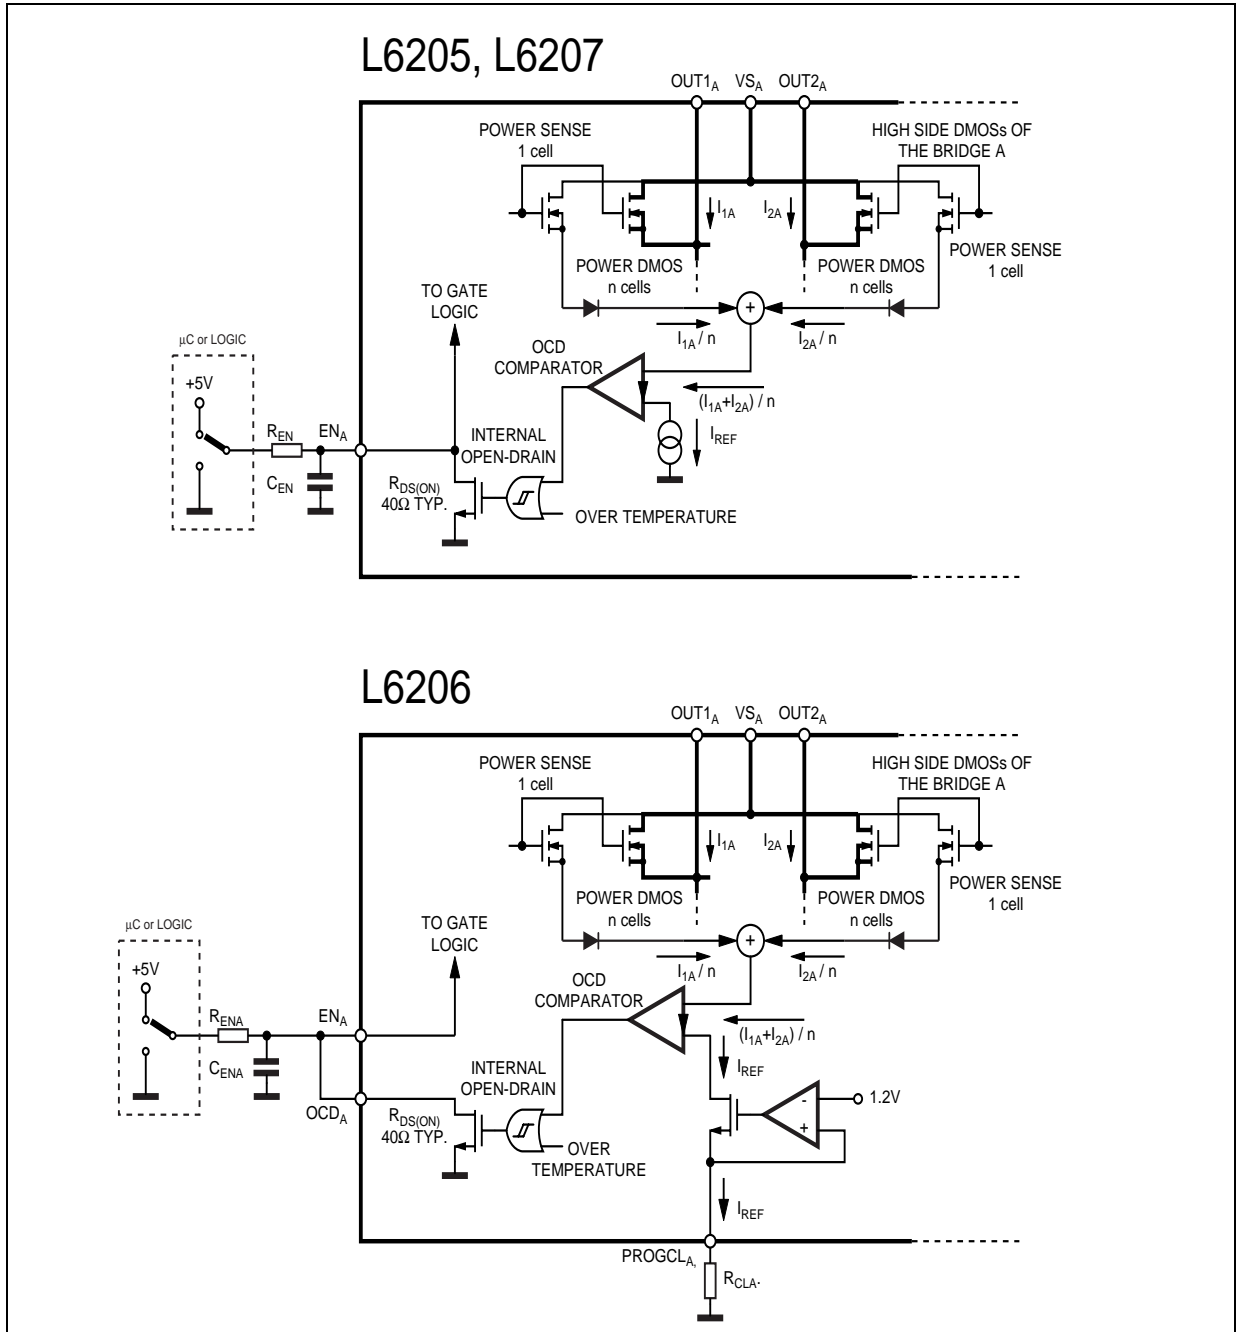 L6205, L6207
OUT1A VSA OUT2A
POWER SENSE
1 cell
HIGH SIDE DMOSs OF
THE BRIDGE A
I1A I2A
POWER SENSE
1 cell
POWER DMOS
n cells
POWER DMOS
n cells
TO GATE
LOGIC
+
I1A / n I2A / n
µC or LOGIC
OCD
COMPARATOR
+5V
(I1A+I2A) / n
REN ENA
INTERNAL
OPEN-DRAIN
IREF
CEN
RDS(ON)
40Ω TYP.
OVER TEMPERATURE
L6206
OUT1A VSA OUT2A
POWER SENSE
1 cell
HIGH SIDE DMOSs OF
THE BRIDGE A
I1A I2A
POWER SENSE
1 cell
POWER DMOS
n cells
POWER DMOS
n cells
µC or LOGIC
TO GATE
LOGIC
+
I1A / n I2A / n
+5V
OCD
COMPARATOR
RENA ENA
(I1A+I2A) / n
CENA
INTERNAL
OPEN-DRAIN
IREF
- 1.2V
+
OCDA
RDS(ON)
40Ω TYP.
OVER
TEMPERATURE
IREF
PROGCLA,
RCLA.